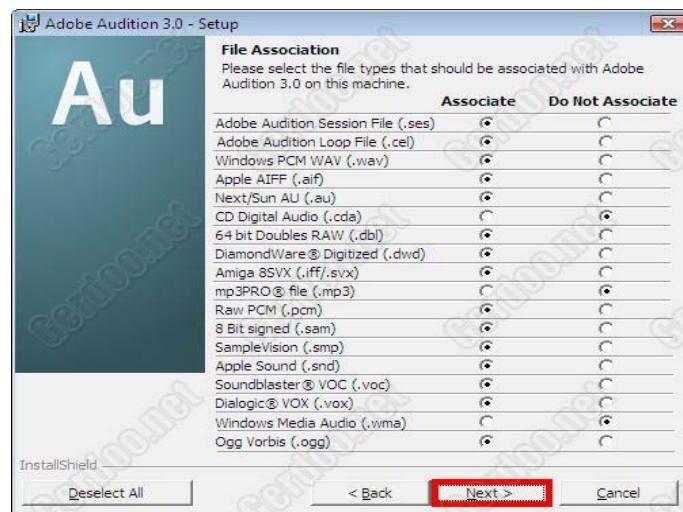 Adobe Audition 3.0 - Setup
Au
File Association
Please select the file types that should be associated with Adobe
Audition 3.0 on this machine.
Associate Do Not Associate
Adobe Audition Session File (.ses)
Adobe Audition Loop File (.cel)
Windows PCM WAV (.wav)
Apple AIFF (.aif)
Next/Sun AU (.au)
CD Digital Audio (.cda)
64 bit Doubles RAW (.dbl)
DiamondWare® Digitized (.dwd)
Amiga 8SVX (.iff/.svx)
mp3PRO® file (.mp3)
Raw PCM (.pcm)
8 Bit signed (.sam)
SampleVision (.smp)
Apple Sound (.snd)
Soundblaster® VOC (.voc)
Dialogic® VOX (.vox)
Windows Media Audio (.wma)
Ogg Vorbis (.ogg)
InstallShield
Deselect All < Back Next > Cancel
Gerdoo.net